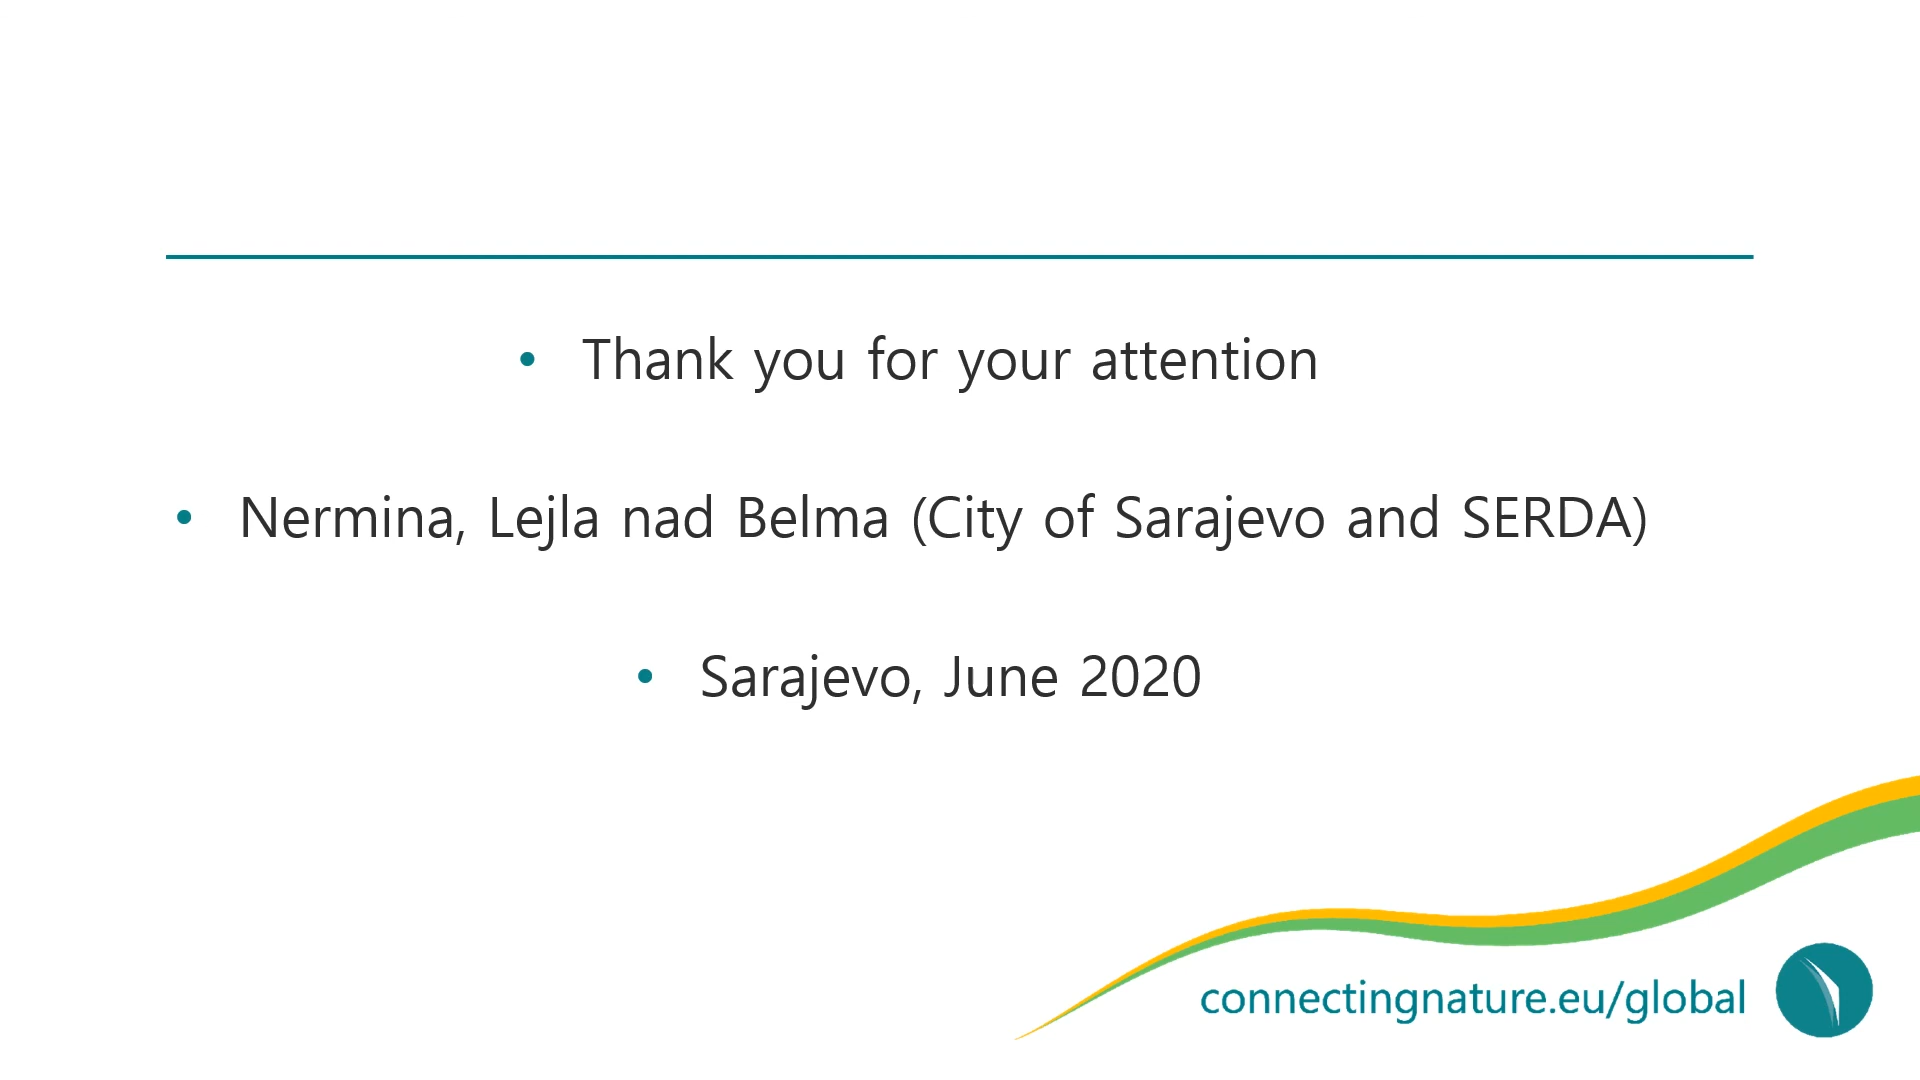 • Thank you for your attention
• Nermina, Lejla nad Belma (City of Sarajevo and SERDA)
• Sarajevo, June 2020
connectingnature.eu/global